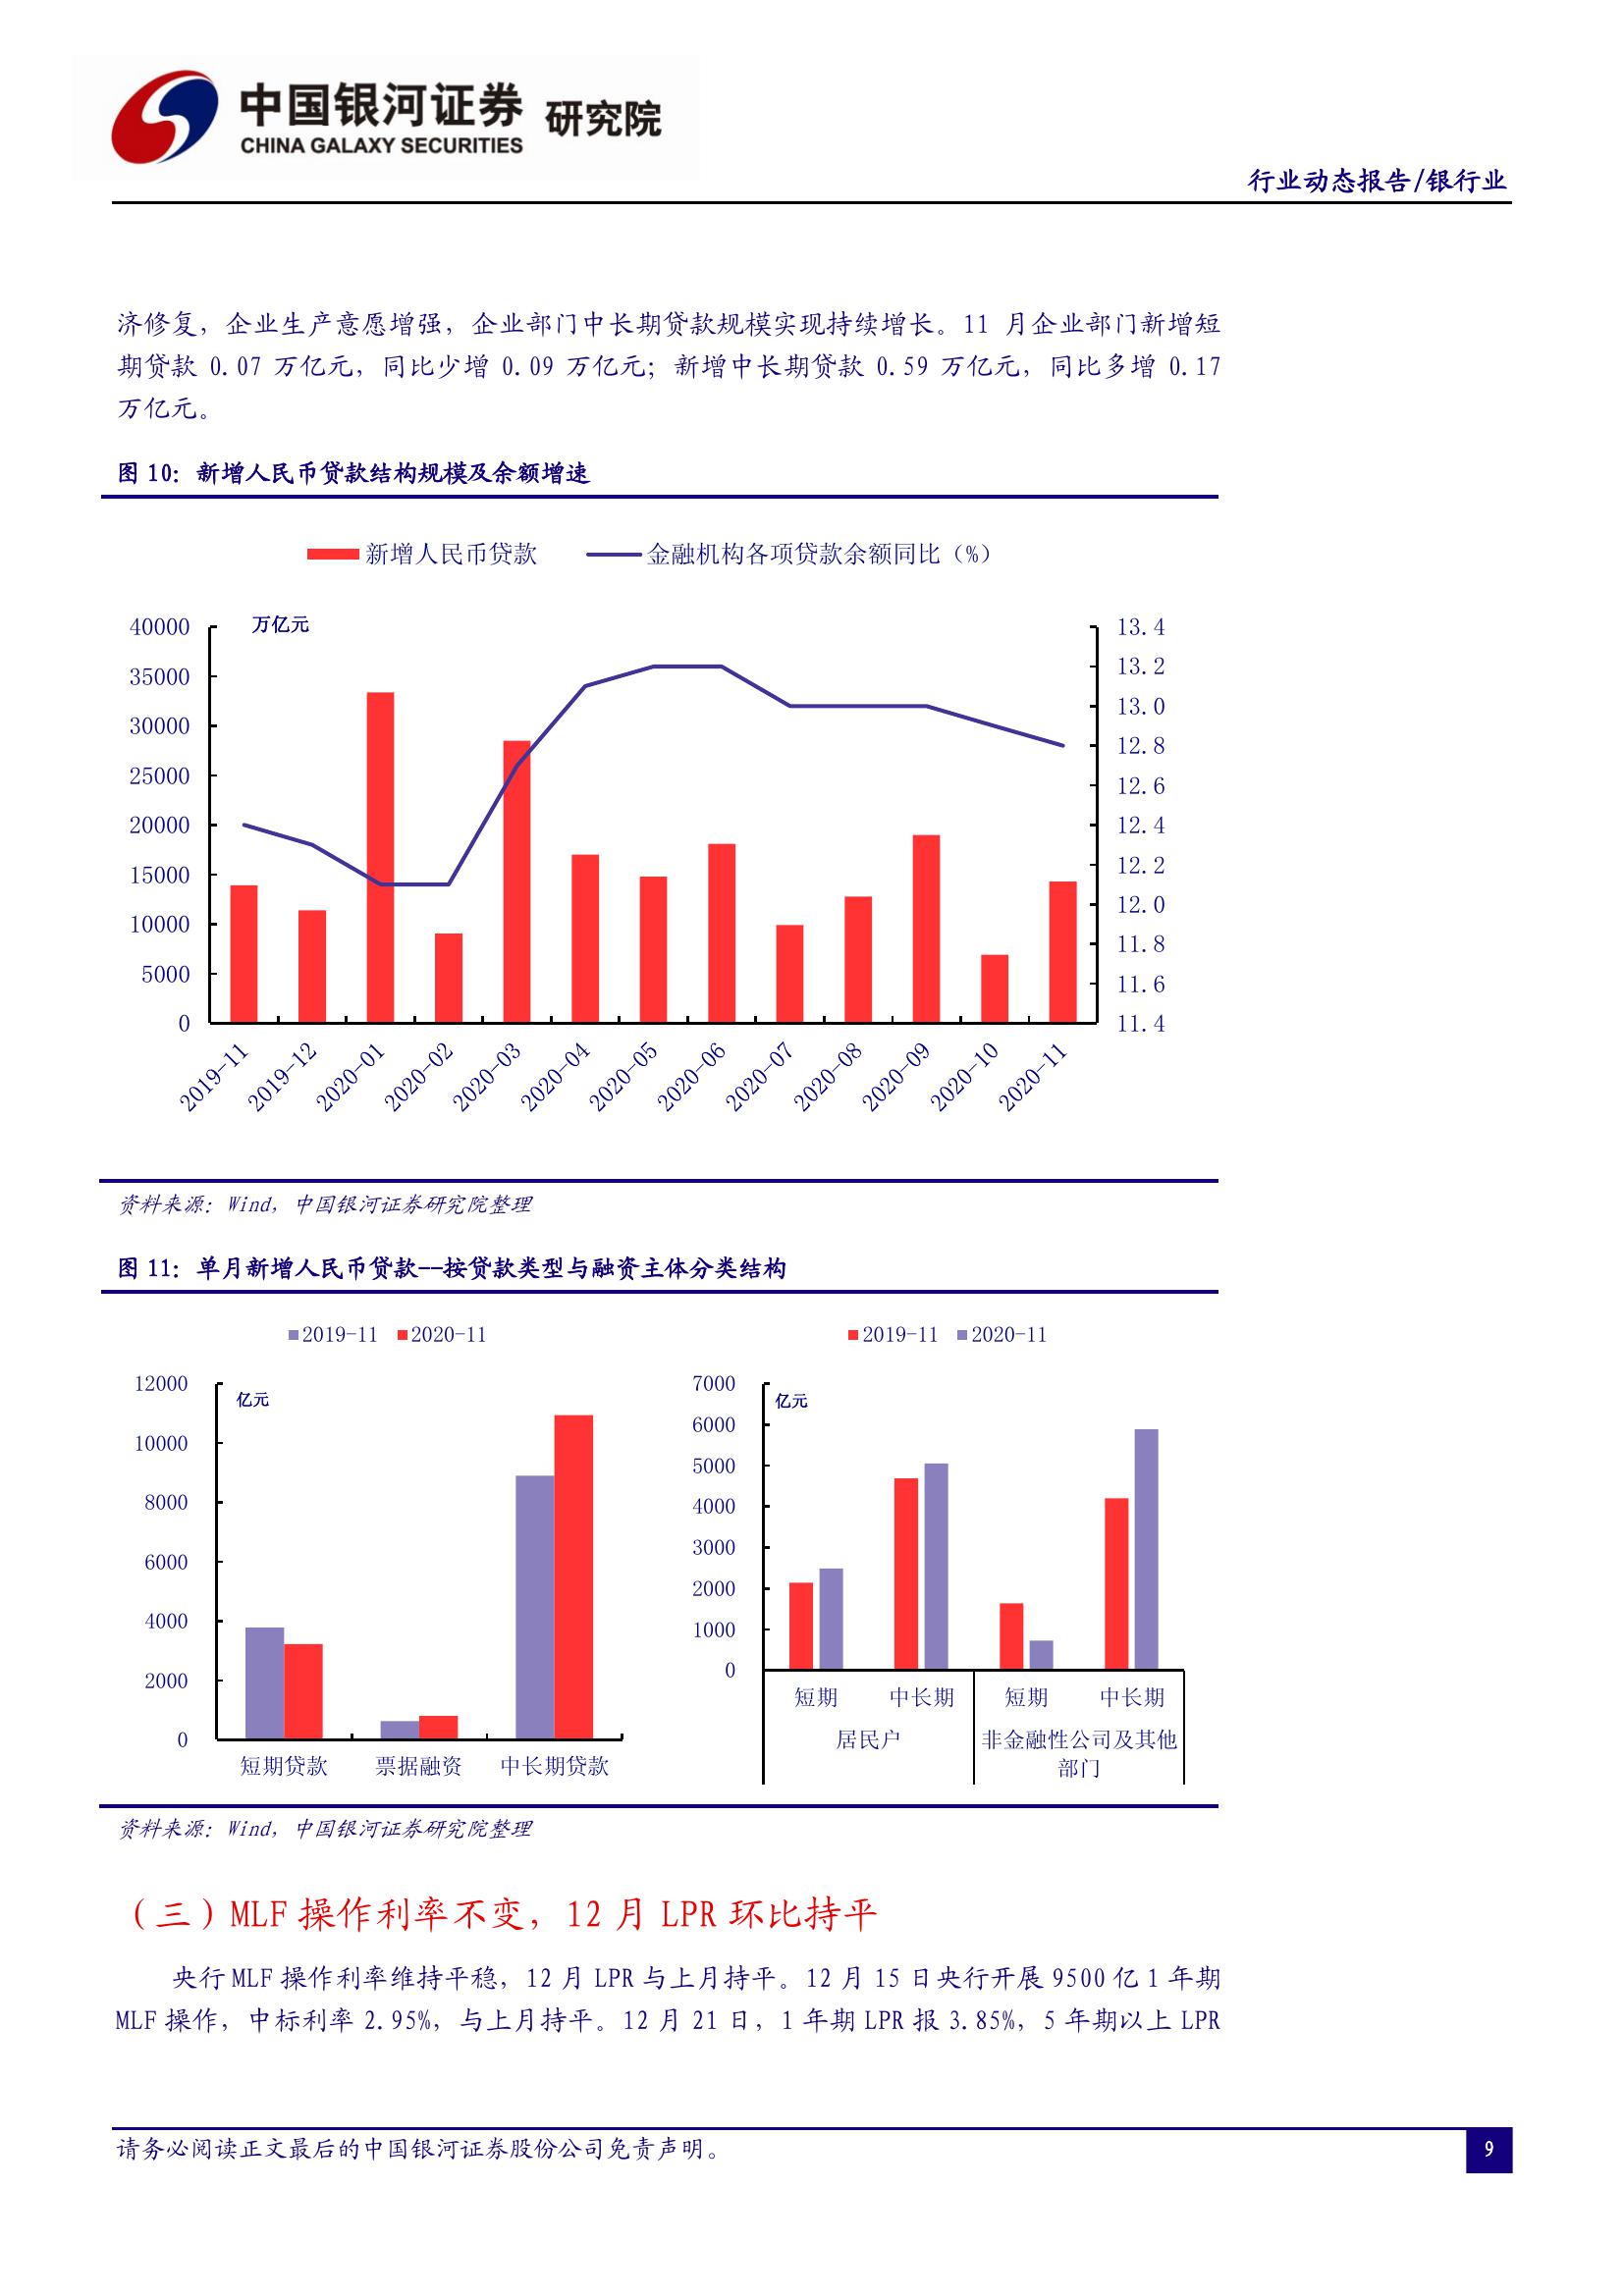 中国银河证券 研究院
CHINA GALAXY SECURITIES
行业动态报告/银行业
济修复，企业生产意愿增强，企业部门中长期贷款规模实现持续增长。11 月企业部门新增短
期贷款 0.07 万亿元，同比少增 0.09 万亿元；新增中长期贷款 0.59 万亿元，同比多增 0.17
万亿元。
图 10：新增人民币贷款结构规模及余额增速
新增人民币贷款 金融机构各项贷款余额同比（%）
万亿元
40000
35000
30000
25000
20000
15000
10000
5000
0
13.4
13.2
13.0
12.8
12.6
12.4
12.2
12.0
11.8
11.6
11.4
2019-11 2019-12 2020-01 2020-02 2020-03 2020-04 2020-05 2020-06 2020-07 2020-08 2020-09 2020-10 2020-11
资料来源：Wind，中国银河证券研究院整理
图 11：单月新增人民币贷款--按贷款类型与融资主体分类结构
2019-11 2020-11
亿元
12000
10000
8000
6000
4000
2000
0
短期贷款 票据融资 中长期贷款
2019-11 2020-11
亿元
7000
6000
5000
4000
3000
2000
1000
0
短期 中长期 短期 中长期
居民户 非金融性公司及其他
部门
资料来源：Wind，中国银河证券研究院整理
（三）MLF 操作利率不变，12 月 LPR 环比持平
央行 MLF 操作利率维持平稳，12 月 LPR 与上月持平。12 月 15 日央行开展 9500 亿 1 年期
MLF 操作，中标利率 2.95%，与上月持平。12 月 21 日，1 年期 LPR 报 3.85%，5 年期以上 LPR
请务必阅读正文最后的中国银河证券股份公司免责声明。
9